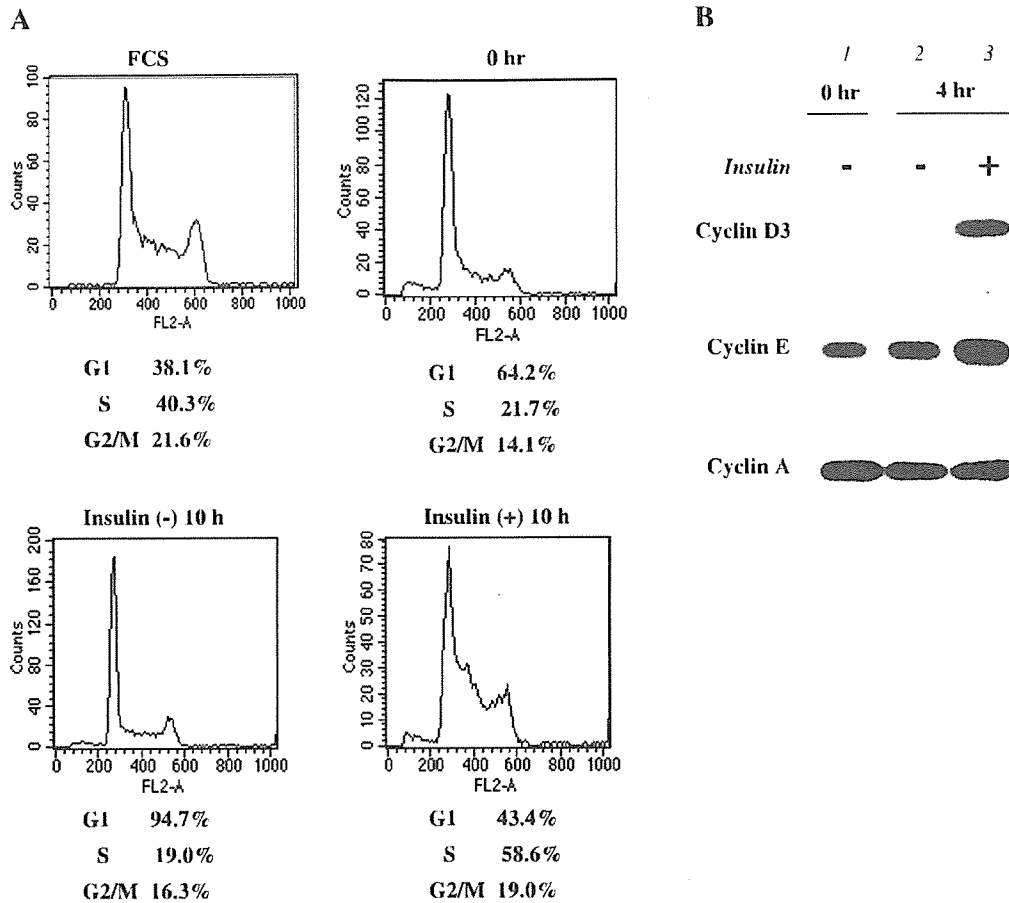 A
FCS
100
80
60
40
20
0
Counts
0 200 400 600 800 1000
FL2-A
G1 38.1%
S 40.3%
G2/M 21.6%
0 hr
120
100
80
60
40
20
0
Counts
0 200 400 600 800 1000
FL2-A
G1 64.2%
S 21.7%
G2/M 14.1%
Insulin (-) 10 h
200
160
120
80
40
0
Counts
0 200 400 600 800 1000
FL2-A
G1 94.7%
S 19.0%
G2/M 16.3%
Insulin (+) 10 h
80
70
60
50
40
30
20
10
0
Counts
0 200 400 600 800 1000
FL2-A
G1 43.4%
S 58.6%
G2/M 19.0%
B
1 2 3
0 hr 4 hr
Insulin - - +
Cyclin D3
Cyclin E
Cyclin A